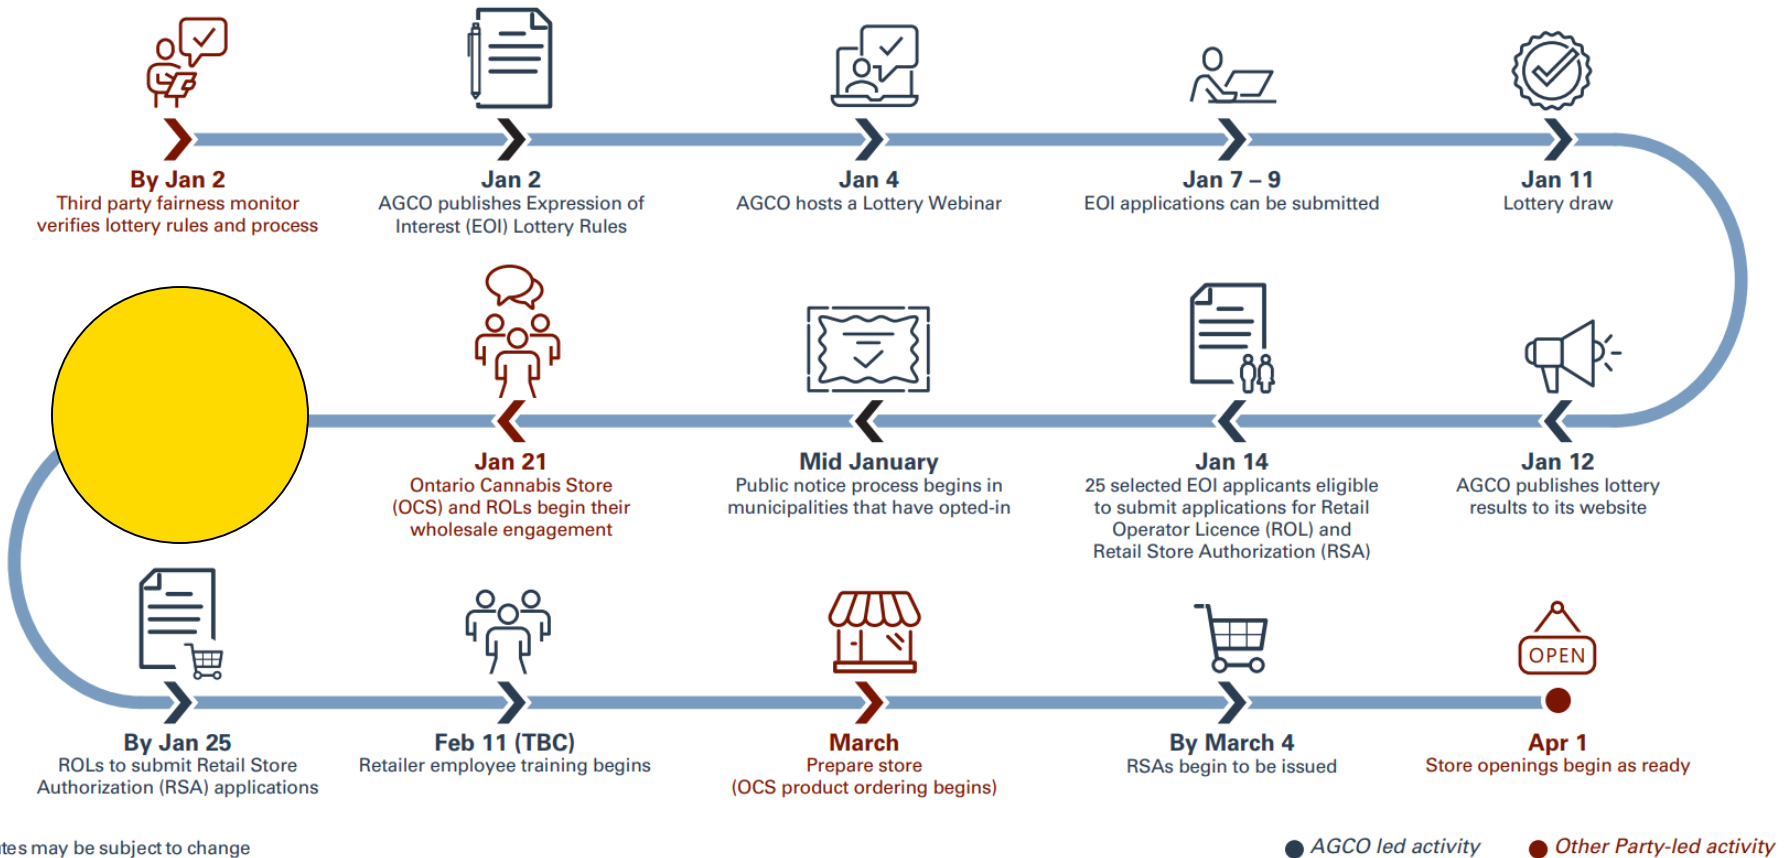 By Jan 2
Third party fairness monitor
verifies lottery rules and process
Jan 2
AGCO publishes Expression of
Interest (EOI) Lottery Rules
Jan 4
AGCO hosts a Lottery Webinar
Jan 7 – 9
EOI applications can be submitted
Jan 11
Lottery draw
Jan 12
AGCO publishes lottery
results to its website
Jan 14
25 selected EOI applicants eligible
to submit applications for Retail
Operator Licence (ROL) and
Retail Store Authorization (RSA)
Mid January
Public notice process begins in
municipalities that have opted-in
Jan 21
Ontario Cannabis Store
(OCS) and ROLs begin their
wholesale engagement
By Jan 25
ROLs to submit Retail Store
Authorization (RSA) applications
Feb 11 (TBC)
Retailer employee training begins
March
Prepare store
(OCS product ordering begins)
By March 4
RSAs begin to be issued
OPEN
Apr 1
Store openings begin as ready
may be subject to change
AGCO led activity
Other Party-led activity